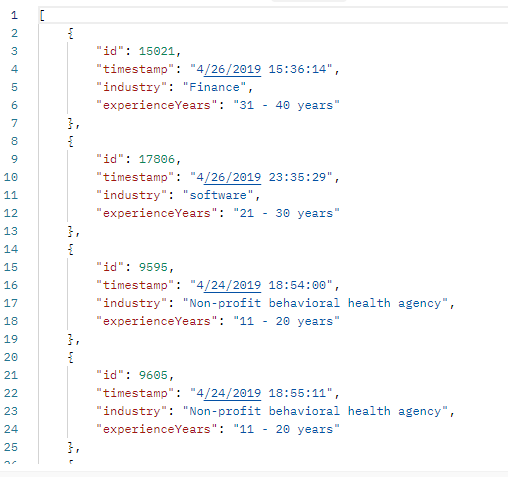 1 [
2 {
3 "id": 15021,
4 "timestamp": "4/26/2019 15:36:14",
5 "industry": "Finance",
6 "experienceYears": "31 - 40 years"
7 },
8 {
9 "id": 17806,
10 "timestamp": "4/26/2019 23:35:29",
11 "industry": "software",
12 "experienceYears": "21 - 30 years"
13 },
14 {
15 "id": 9595,
16 "timestamp": "4/24/2019 18:54:00",
17 "industry": "Non-profit behavioral health agency",
18 "experienceYears": "11 - 20 years"
19 },
20 {
21 "id": 9605,
22 "timestamp": "4/24/2019 18:55:11",
23 "industry": "Non-profit behavioral health agency",
24 "experienceYears": "11 - 20 years"
25 },